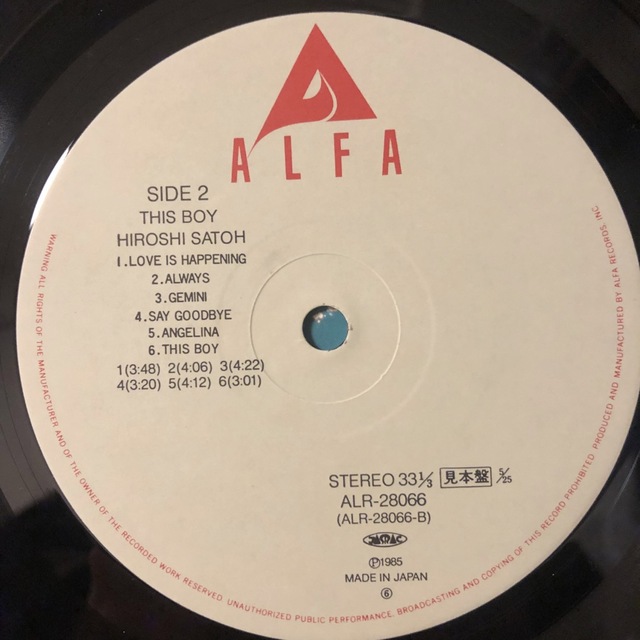 ALFA
SIDE 2
THIS BOY
HIROSHI SATOH
1.LOVE IS HAPPENING
2.ALWAYS
3.GEMINI
4.SAY GOODBYE
5.ANGELINA
6.THIS BOY
1(3:48) 2(4:06) 3(4:22)
4(3:20) 5(4:12) 6(3:01)
STEREO 33⅓ 見本盤 5/25
ALR-28066
(ALR-28066-B)
JASRAC
Ⓟ1985
MADE IN JAPAN
⑥
WARNING ALL RIGHTS OF THE MANUFACTURER AND OF THE OWNER OF THE RECORDED WORK RESERVED. UNAUTHORIZED PUBLIC PERFORMANCE. BROADCASTING AND COPYING OF THIS RECORD PROHIBITED. PRODUCED AND MANUFACTURED BY ALFA RECORDS, INC